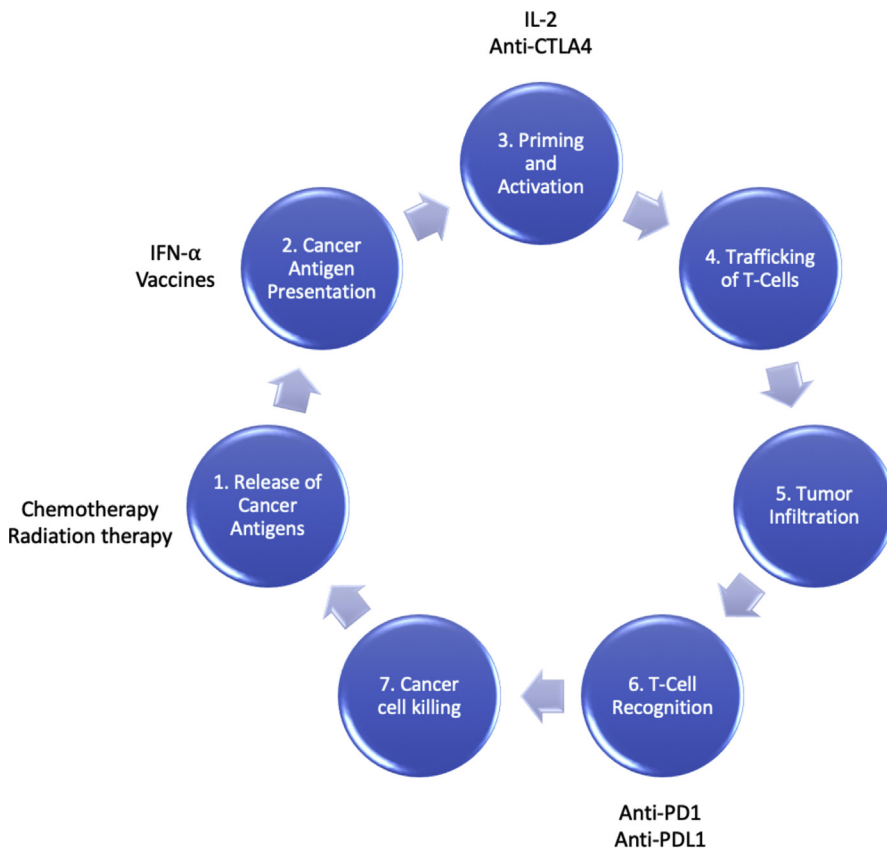 IL-2
Anti-CTLA4
3. Priming
and
Activation
IFN-α
Vaccines
2. Cancer
Antigen
Presentation
4. Trafficking
of T-Cells
Chemotherapy
Radiation therapy
1. Release of
Cancer
Antigens
5. Tumor
Infiltration
7. Cancer
cell killing
6. T-Cell
Recognition
Anti-PD1
Anti-PDL1